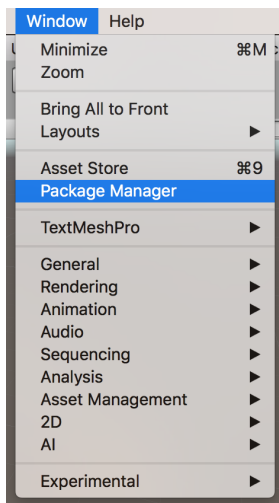 Window Help
Minimize ⌘M
Zoom
Bring All to Front
Layouts ▶
Asset Store ⌘9
Package Manager
TextMeshPro ▶
General ▶
Rendering ▶
Animation ▶
Audio ▶
Sequencing ▶
Analysis ▶
Asset Management ▶
2D ▶
AI ▶
Experimental ▶